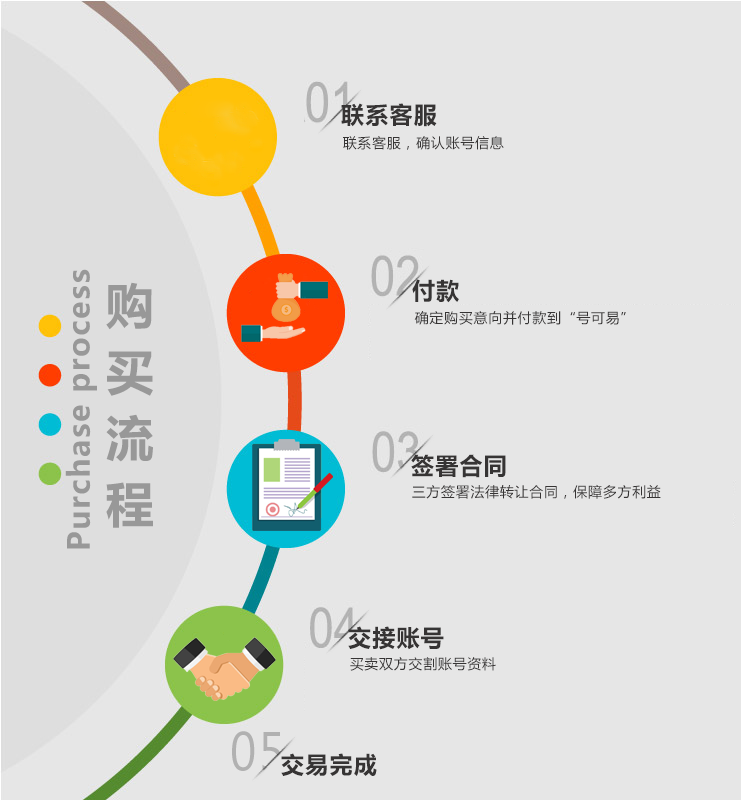 购买流程
Purchase process
01
联系客服
联系客服，确认账号信息
02
付款
确定购买意向并付款到“号可易”
03
签署合同
三方签署法律转让合同，保障多方利益
04
交接账号
买卖双方交割账号资料
05
交易完成